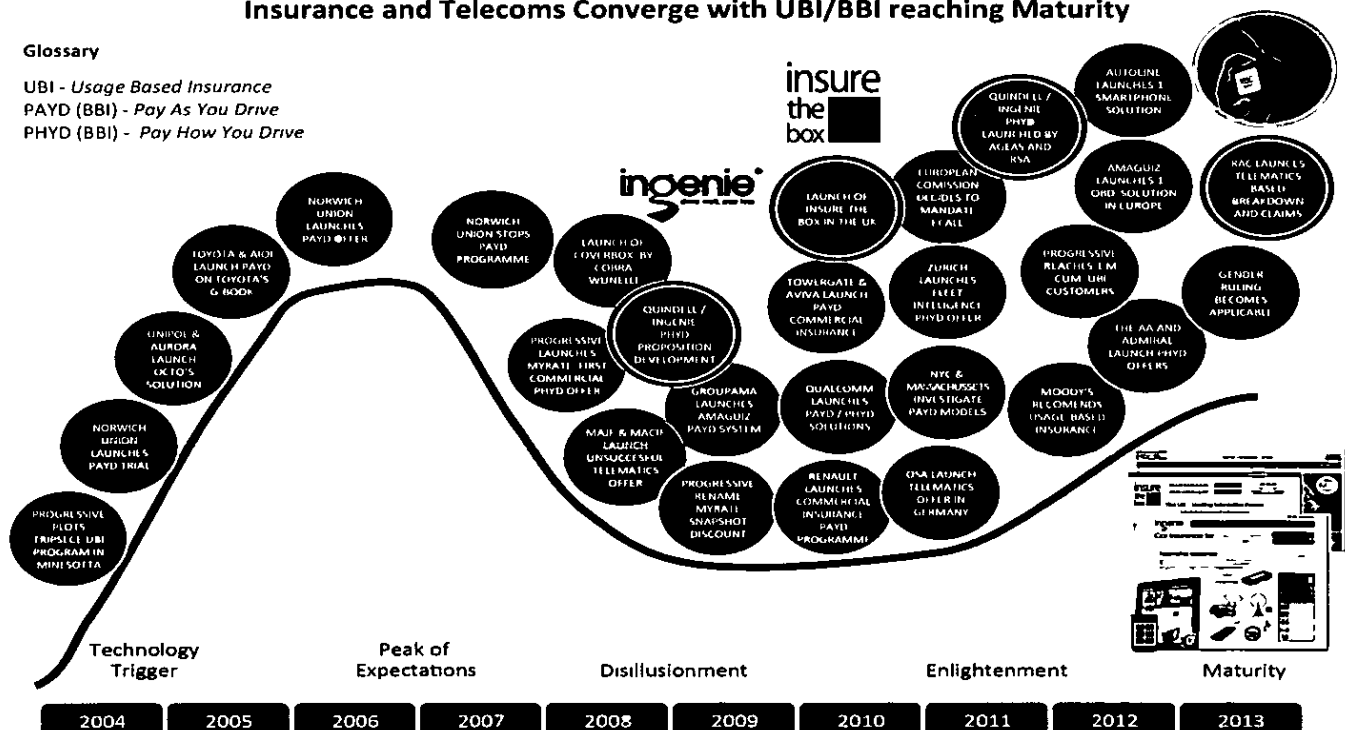 Insurance and Telecoms Converge with UBI/BBI reaching Maturity
Glossary
UBI - Usage Based Insurance
PAYD (BBI) - Pay As You Drive
PHYD (BBI) - Pay How You Drive
PROGRESSIVE
PLOTS
TRIPSECE UBI
PROGRAM IN
MINESOTTA
NORWICH
UNION
LAUNCHES
PAYD TRIAL
UNIPOL &
AURORA
LAUNCH
OCTO'S
SOLUTION
TOYOTA & AIOI
LAUNCH PAYD
ON TOYOTA'S
G BOOK
NORWICH
UNION
LAUNCHES
PAYD OFFER
NORWICH
UNION STOPS
PAYD
PROGRAMME
LAUNCH OF
COVERBOX BY
COBRA
WUNELLI
PROGRESSIVE
LAUNCHES
MYRATE FIRST
COMMERCIAL
PHYD OFFER
MAIF & MACIF
LAUNCH
UNSUCCESFUL
TELEMATICS
OFFER
ingenie
QUINDELL /
INGENIE
PHYD
PROPOSITION
DEVELOPMENT
GROUPAMA
LAUNCHES
AMAGUIZ
PAYD SYSTEM
PROGRESSIVE
RENAME
MYRATE
SNAPSHOT
DISCOUNT
insure
the
box
LAUNCH OF
INSURE THE
BOX IN THE UK
TOWERGATE &
AVIVA LAUNCH
PAYD
COMMERCIAL
INSURANCE
QUALCOMM
LAUNCHES
PAYD / PHYD
SOLUTIONS
RENAULT
LAUNCHES
COMMERCIAL
INSURANCE
PAYD
PROGRAMME
EUROPEAN
COMISSION
DECIDES TO
MANDATE
ECALL
ZURICH
LAUNCHES
FLEET
INTELLIGENCE
PHYD OFFER
NYC &
MASSACHUSSETS
INVESTIGATE
PAYD MODELS
OSA LAUNCH
TELEMATICS
OFFER IN
GERMANY
QUINDELL /
INGENIE
PHYD
LAUNCHED BY
AGEAS AND
RSA
AUTOLINE
LAUNCHES 1
SMARTPHONE
SOLUTION
AMAGUIZ
LAUNCHES 1
OBD SOLUTION
IN EUROPE
PROGRESSIVE
REACHES 1 M
CUM UBI
CUSTOMERS
THE AA AND
ADMIRAL
LAUNCH PHYD
OFFERS
MOODY'S
RECOMENDS
USAGE BASED
INSURANCE
RAC LAUNCES
TELEMATICS
BASED
BREAKDOWN
AND CLAIMS
GENDER
RULING
BECOMES
APPLICABLE
insure
ingenie
Technology
Trigger
Peak of
Expectations
Disillusionment
Enlightenment
Maturity
2004 2005 2006 2007 2008 2009 2010 2011 2012 2013